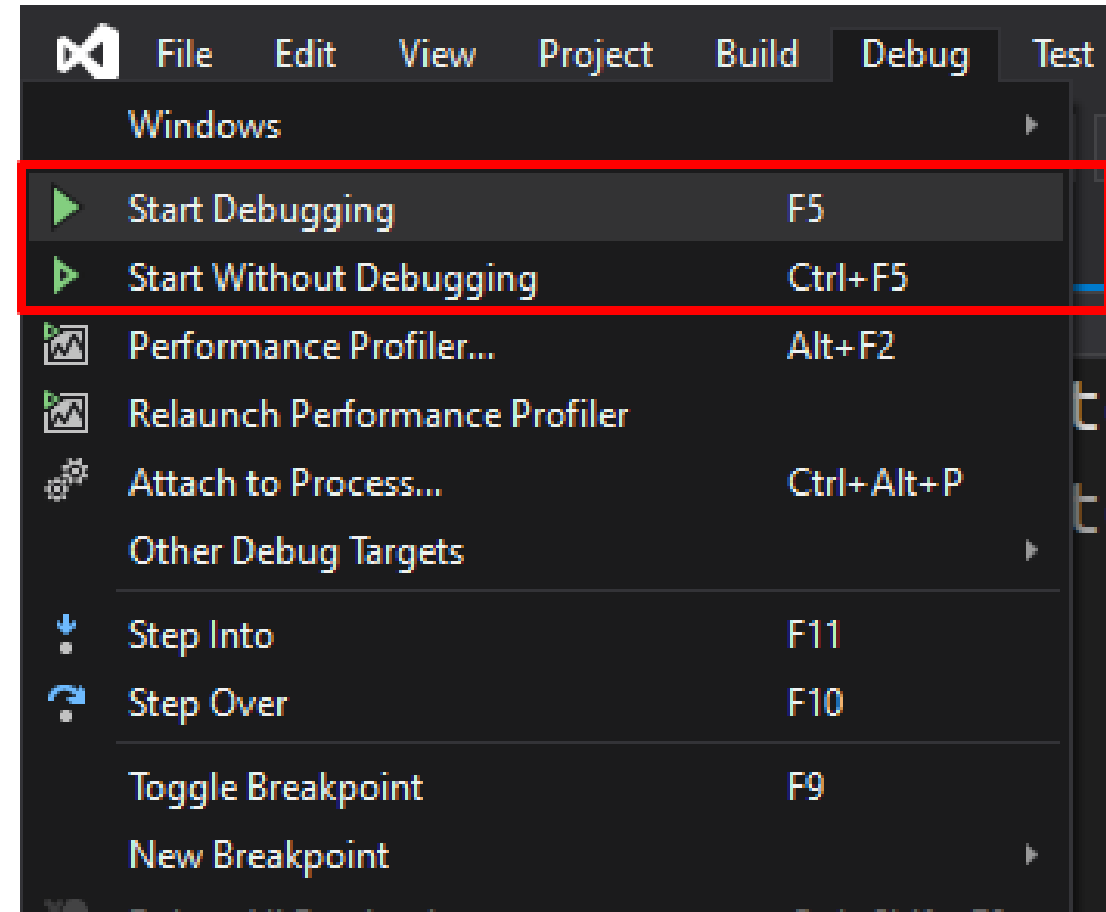 File Edit View Project Build Debug Test
Windows
Start Debugging F5
Start Without Debugging Ctrl+F5
Performance Profiler... Alt+F2
Relaunch Performance Profiler
Attach to Process... Ctrl+Alt+P
Other Debug Targets
Step Into F11
Step Over F10
Toggle Breakpoint F9
New Breakpoint
t
t